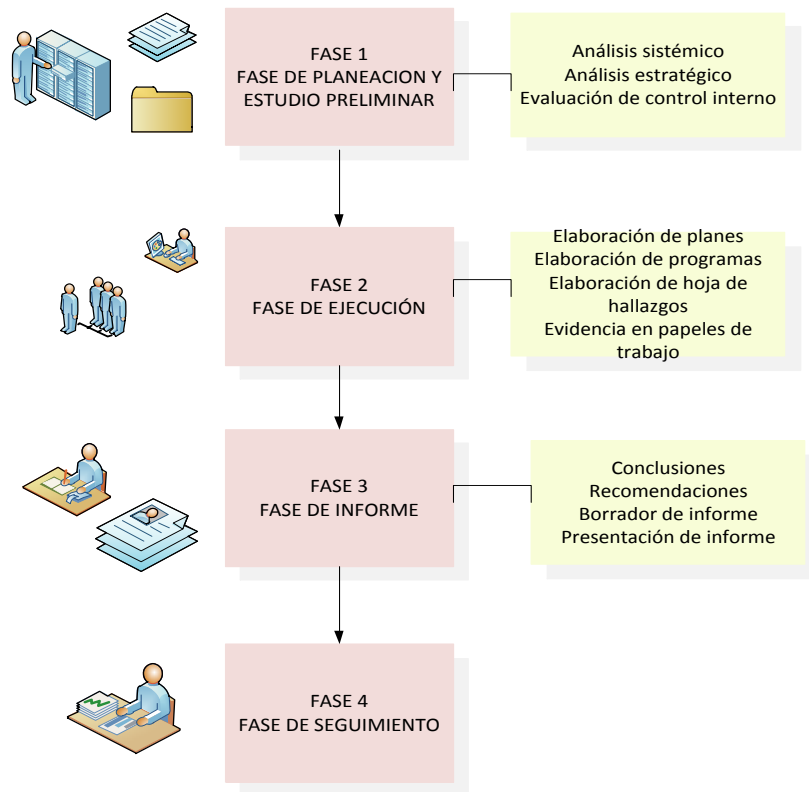 FASE 1
FASE DE PLANEACION Y
ESTUDIO PRELIMINAR
Análisis sistémico
Análisis estratégico
Evaluación de control interno
FASE 2
FASE DE EJECUCIÓN
Elaboración de planes
Elaboración de programas
Elaboración de hoja de
hallazgos
Evidencia en papeles de
trabajo
FASE 3
FASE DE INFORME
Conclusiones
Recomendaciones
Borrador de informe
Presentación de informe
FASE 4
FASE DE SEGUIMIENTO